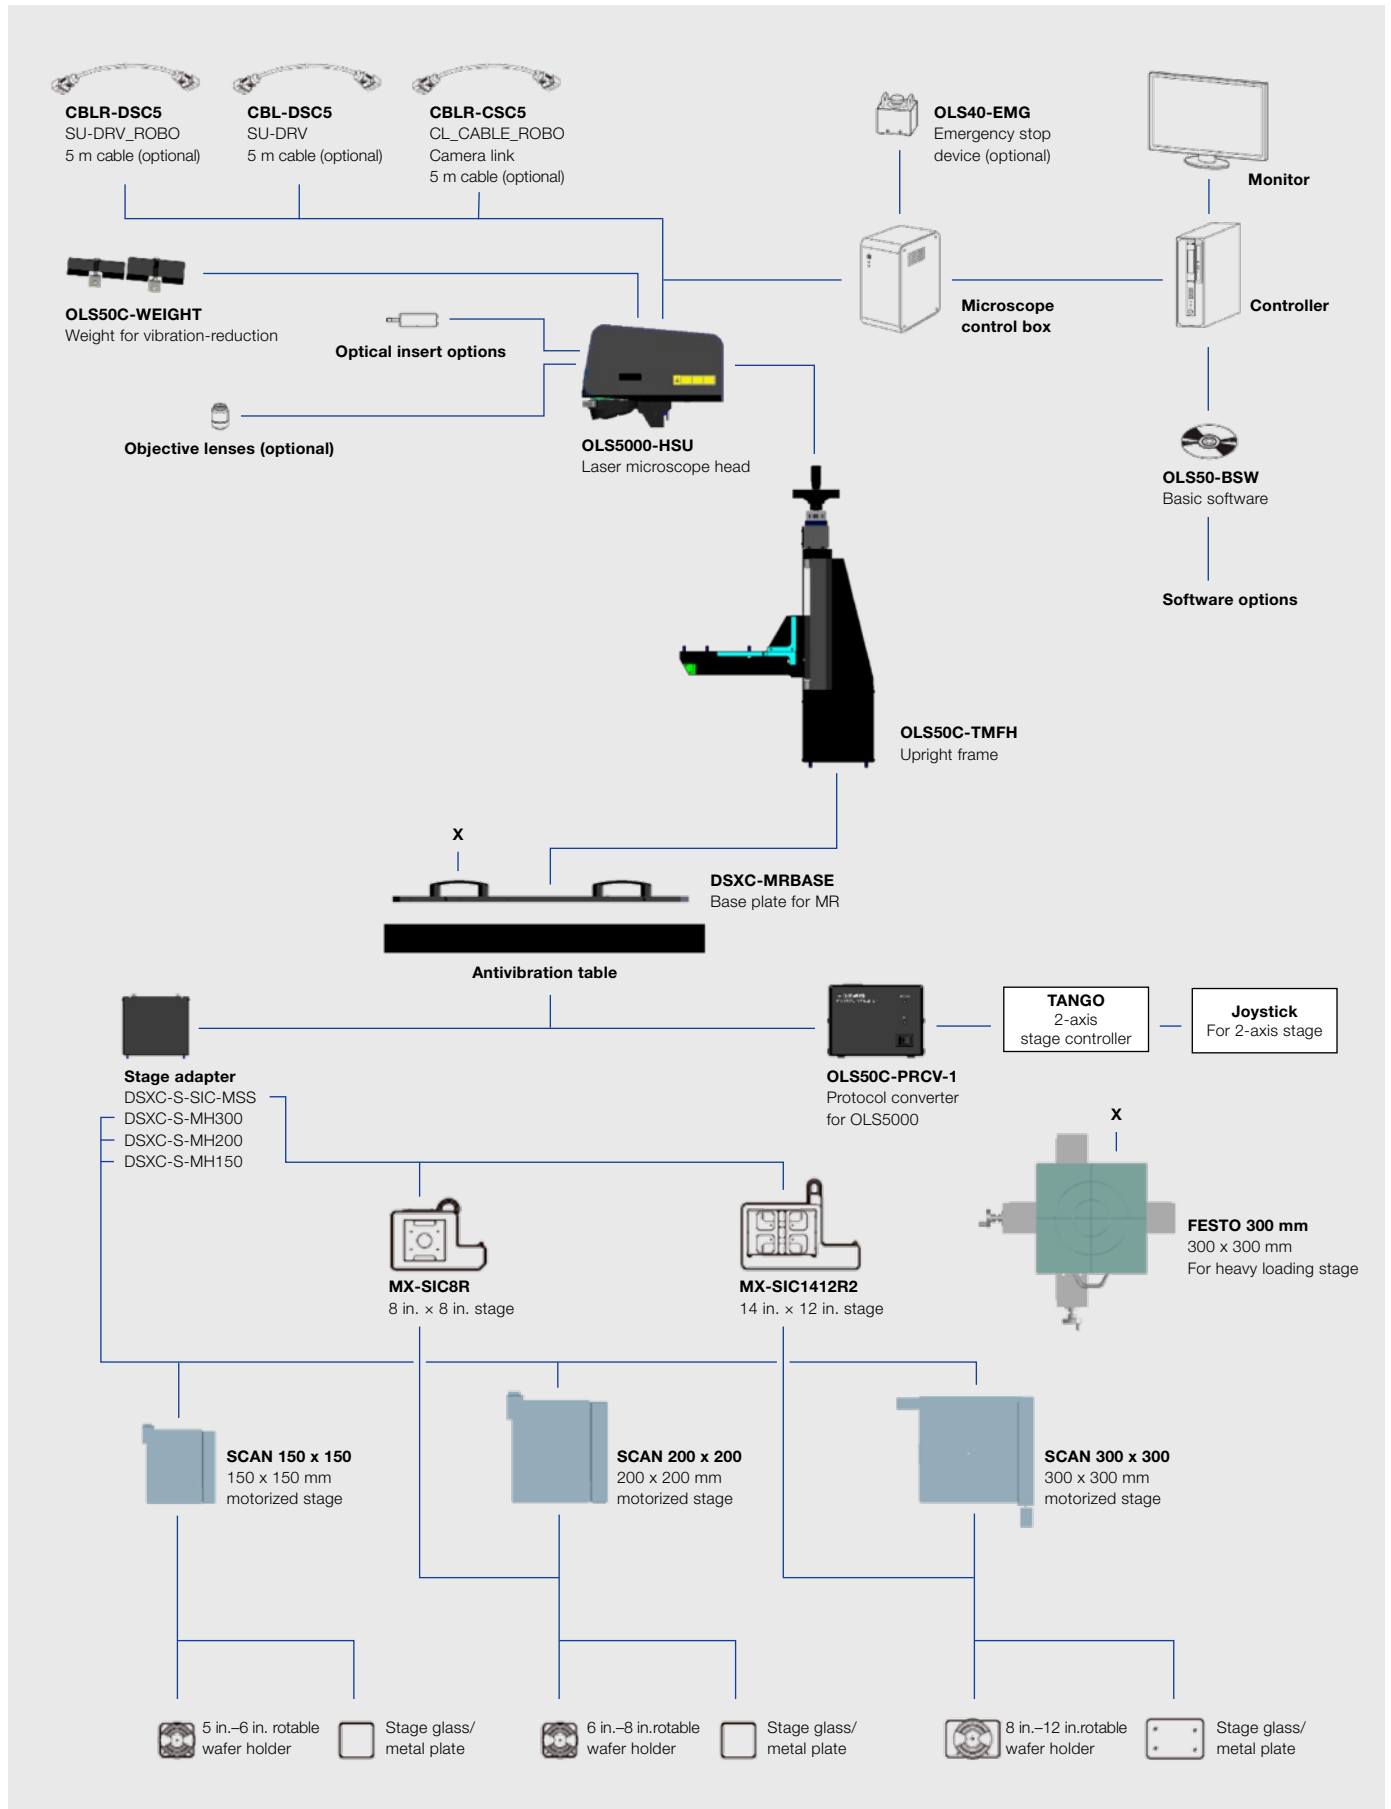 CBLR-DSC5
SU-DRV_ROBO
5 m cable (optional)
CBL-DSC5
SU-DRV
5 m cable (optional)
CBLR-CSC5
CL_CABLE_ROBO
Camera link
5 m cable (optional)
OLS40-EMG
Emergency stop
device (optional)
Monitor
OLS50C-WEIGHT
Weight for vibration-reduction
Optical insert options
Microscope
control box
Controller
Objective lenses (optional)
OLS5000-HSU
Laser microscope head
OLS50-BSW
Basic software
Software options
OLS50C-TMFH
Upright frame
X
DSXC-MRBASE
Base plate for MR
Antivibration table
TANGO
2-axis
stage controller
Joystick
For 2-axis stage
Stage adapter
DSXC-S-SIC-MSS
DSXC-S-MH300
DSXC-S-MH200
DSXC-S-MH150
OLS50C-PRCV-1
Protocol converter
for OLS5000
X
FESTO 300 mm
300 x 300 mm
For heavy loading stage
MX-SIC8R
8 in. × 8 in. stage
MX-SIC1412R2
14 in. × 12 in. stage
SCAN 150 x 150
150 x 150 mm
motorized stage
SCAN 200 x 200
200 x 200 mm
motorized stage
SCAN 300 x 300
300 x 300 mm
motorized stage
5 in.–6 in. rotable
wafer holder
Stage glass/
metal plate
6 in.–8 in.rotable
wafer holder
Stage glass/
metal plate
8 in.–12 in.rotable
wafer holder
Stage glass/
metal plate